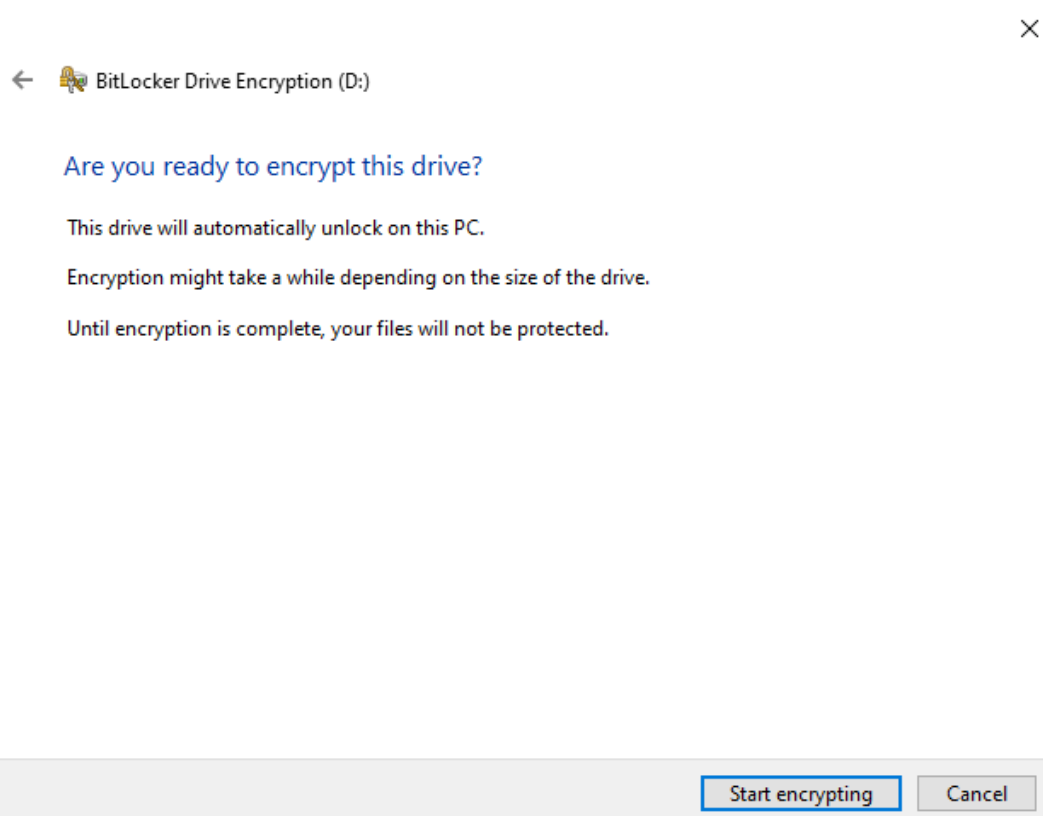 BitLocker Drive Encryption (D:)
Are you ready to encrypt this drive?
This drive will automatically unlock on this PC.
Encryption might take a while depending on the size of the drive.
Until encryption is complete, your files will not be protected.
Start encrypting
Cancel